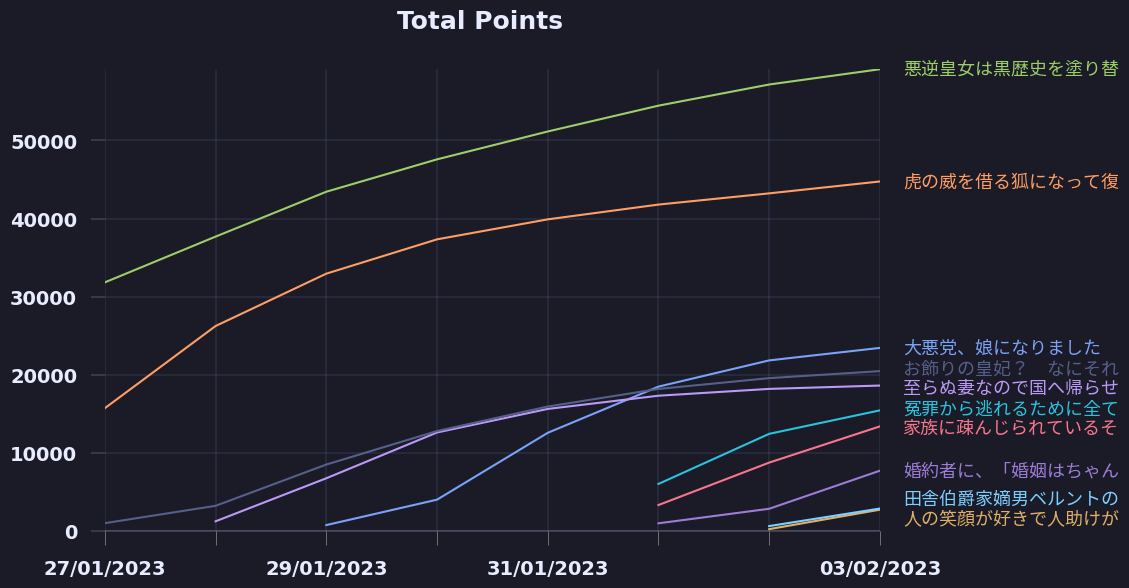 Total Points
悪逆皇女は黒歴史を塗り替
50000
虎の威を借る狐になって復
40000
30000
大悪党、娘になりました
20000
お飾りの皇妃？　なにそれ
至らぬ妻なので国へ帰らせ
冤罪から逃れるために全て
家族に疎んじられているそ
10000
婚約者に、「婚姻はちゃん
田舎伯爵家嫡男ベルントの
人の笑顔が好きで人助けが
0
27/01/2023
29/01/2023
31/01/2023
03/02/2023